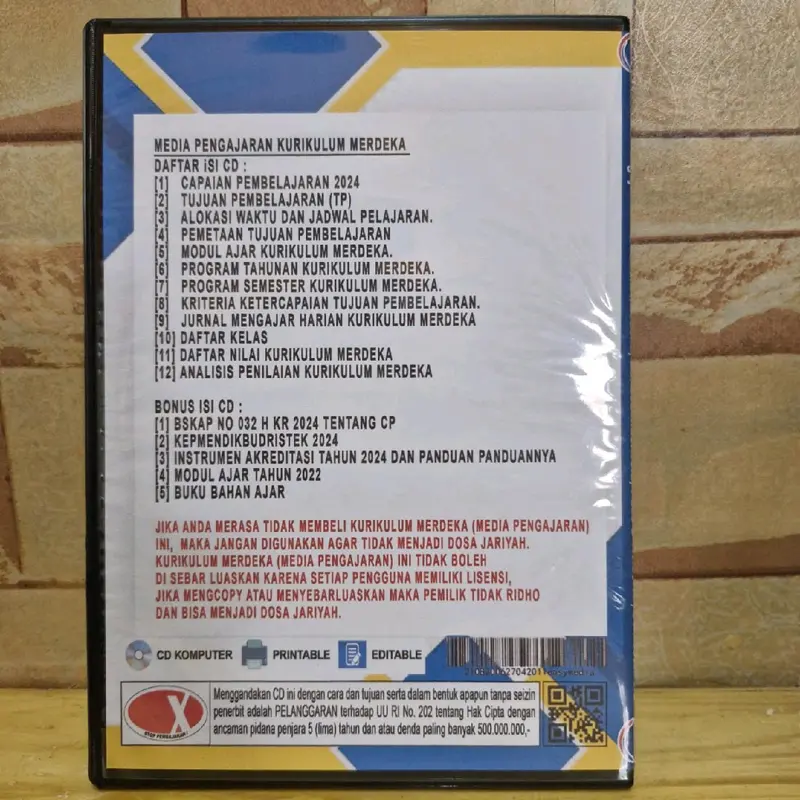 MEDIA PENGAJARAN KURIKULUM MERDEKA
DAFTAR iSI CD :
[1] CAPAIAN PEMBELAJARAN 2024
[2] TUJUAN PEMBELAJARAN (TP)
[3] ALOKASI WAKTU DAN JADWAL PELAJARAN.
[4] PEMETAAN TUJUAN PEMBELAJARAN
[5] MODUL AJAR KURIKULUM MERDEKA.
[6] PROGRAM TAHUNAN KURIKULUM MERDEKA.
[7] PROGRAM SEMESTER KURIKULUM MERDEKA.
[8] KRITERIA KETERCAPAIAN TUJUAN PEMBELAJARAN.
[9] JURNAL MENGAJAR HARIAN KURIKULUM MERDEKA
[10] DAFTAR KELAS
[11] DAFTAR NILAI KURIKULUM MERDEKA
[12] ANALISIS PENILAIAN KURIKULUM MERDEKA
BONUS ISI CD :
[1] BSKAP NO 032 H KR 2024 TENTANG CP
[2] KEPMENDIKBUDRISTEK 2024
[3] INSTRUMEN AKREDITASI TAHUN 2024 DAN PANDUAN PANDUANNYA
[4] MODUL AJAR TAHUN 2022
[5] BUKU BAHAN AJAR
JIKA ANDA MERASA TIDAK MEMBELI KURIKULUM MERDEKA (MEDIA PENGAJARAN)
INI, MAKA JANGAN DIGUNAKAN AGAR TIDAK MENJADI DOSA JARIYAH.
KURIKULUM MERDEKA (MEDIA PENGAJARAN) INI TIDAK BOLEH
DI SEBAR LUASKAN KARENA SETIAP PENGGUNA MEMILIKI LISENSI,
JIKA MENGCOPY ATAU MENYEBARLUASKAN MAKA PEMILIK TIDAK RIDHO
DAN BISA MENJADI DOSA JARIYAH.
CD KOMPUTER PRINTABLE EDITABLE
X
STOP PEMBAJAKAN!
Menggandakan CD ini dengan cara dan tujuan serta dalam bentuk apapun tanpa seizin
penerbit adalah PELANGGARAN terhadap UU RI No. 202 tentang Hak Cipta dengan
ancaman pidana penjara 5 (lima) tahun dan atau denda paling banyak 500.000.000,-